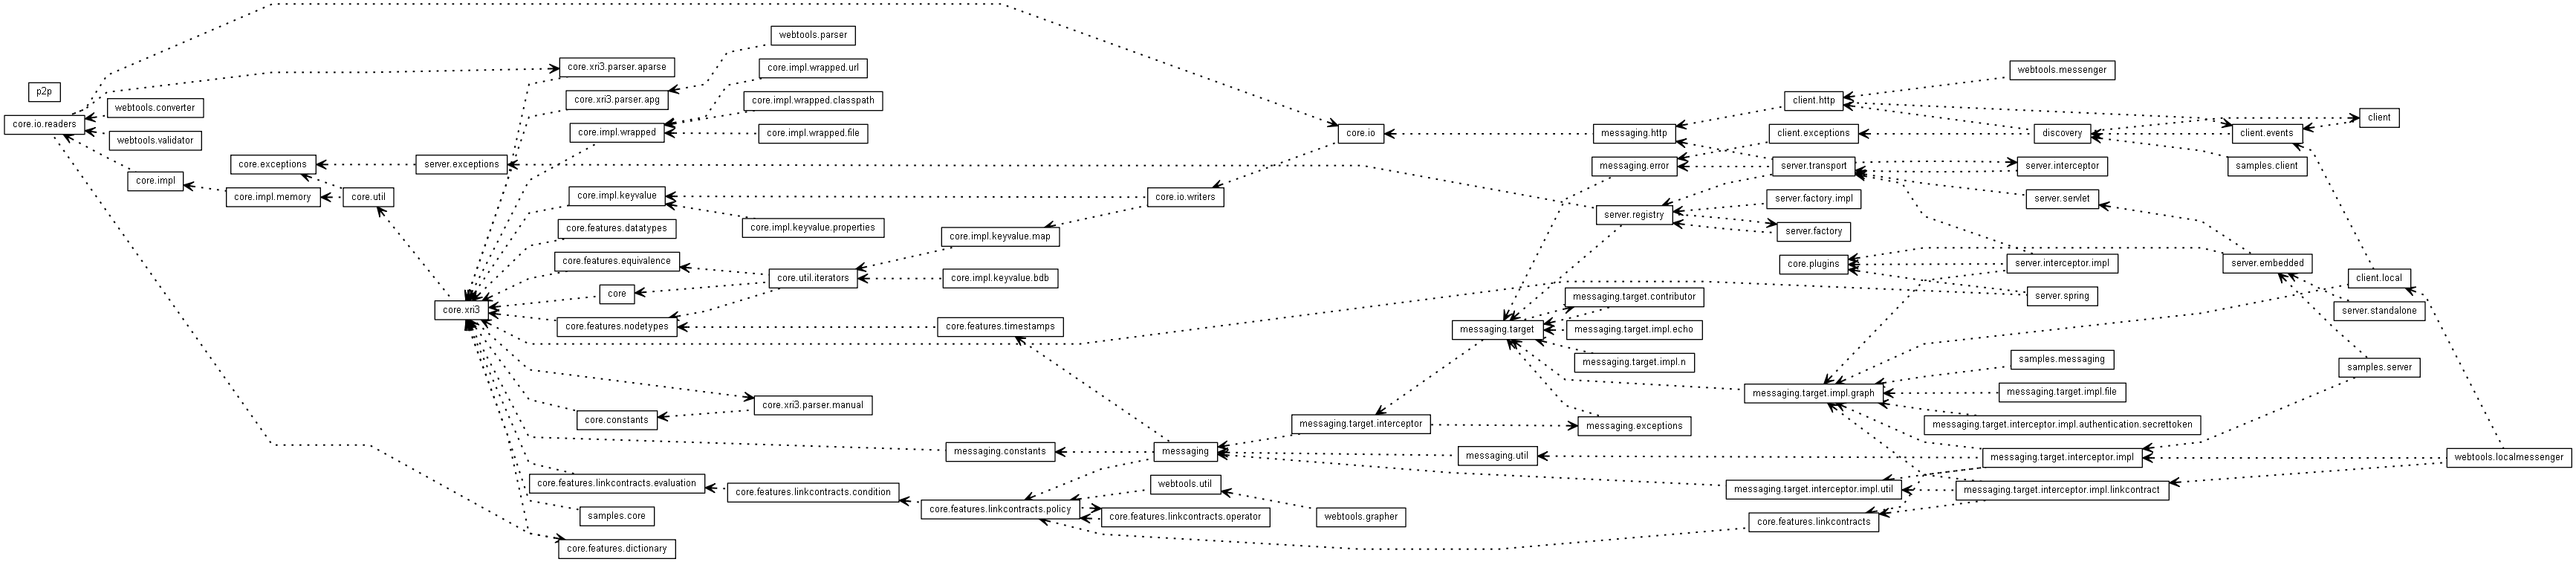 p2p
core.io.readers
webtools.converter
webtools.validator
core.impl
core.exceptions
core.impl.memory
core.util
server.exceptions
core.xri3
core.xri3.parser.aparse
core.xri3.parser.apg
core.impl.wrapped
core.impl.keyvalue
core.features.datatypes
core.features.equivalence
core
core.features.nodetypes
core.constants
core.features.linkcontracts.evaluation
samples.core
core.features.dictionary
webtools.parser
core.impl.wrapped.url
core.impl.wrapped.classpath
core.impl.wrapped.file
core.impl.keyvalue.properties
core.util.iterators
core.xri3.parser.manual
core.features.linkcontracts.condition
core.impl.keyvalue.map
core.impl.keyvalue.bdb
core.features.timestamps
messaging.constants
core.features.linkcontracts.policy
core.io.writers
messaging
webtools.util
core.features.linkcontracts.operator
core.io
messaging.target.interceptor
webtools.grapher
messaging.target
messaging.util
messaging.http
messaging.error
server.registry
messaging.target.contributor
messaging.target.impl.echo
messaging.target.impl.n
messaging.exceptions
client.http
client.exceptions
server.transport
server.factory.impl
server.factory
core.plugins
messaging.target.impl.graph
messaging.target.interceptor.impl.util
core.features.linkcontracts
webtools.messenger
discovery
server.interceptor
server.servlet
server.interceptor.impl
server.spring
samples.messaging
messaging.target.impl.file
messaging.target.interceptor.impl.authentication.secrettoken
messaging.target.interceptor.impl
messaging.target.interceptor.impl.linkcontract
client.events
samples.client
server.embedded
client
client.local
server.standalone
samples.server
webtools.localmessenger